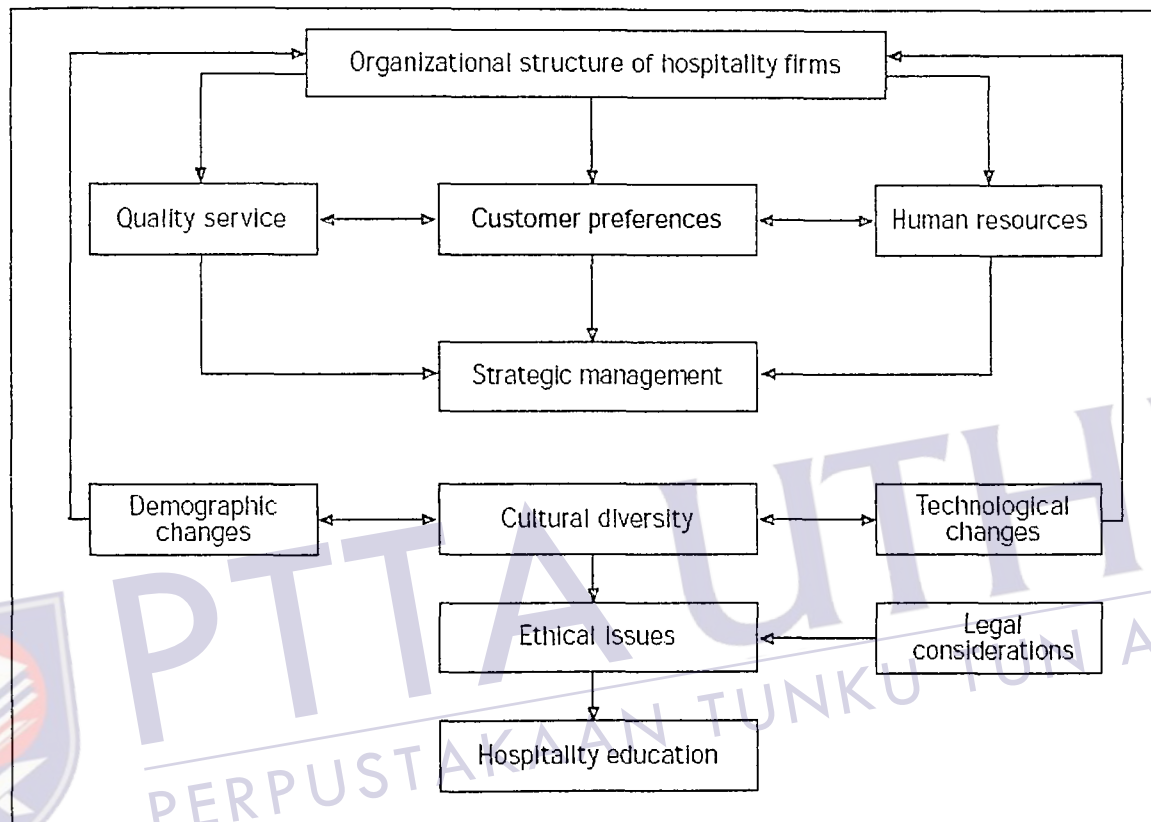 Organizational structure of hospitality firms
Quality service
Customer preferences
Human resources
Strategic management
Demographic
changes
Cultural diversity
Technological
changes
Ethical issues
Legal
considerations
Hospitality education
PTTA UTH
PERPUSTAKAAN TUNKU TUN A